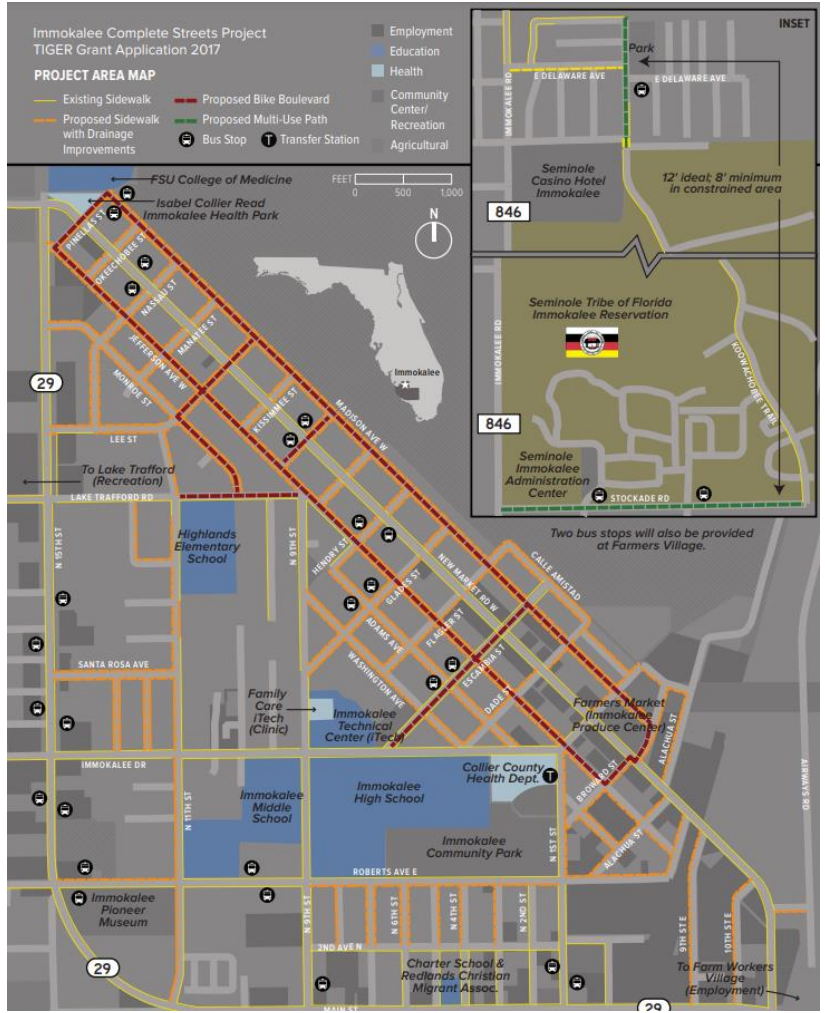 Immokalee Complete Streets Project
TIGER Grant Application 2017
PROJECT AREA MAP
Existing Sidewalk
Proposed Sidewalk
with Drainage
Improvements
Proposed Bike Boulevard
Proposed Multi-Use Path
Bus Stop
T Transfer Station
Employment
Education
Health
Community
Center/
Recreation
Agricultural
INSET
Park
E DELAWARE AVE
E DELAWARE AVE
IMMOKALEE RD
Seminole
Casino Hotel
Immokalee
12' ideal; 8' minimum
in constrained area
846
Seminole Tribe of Florida
Immokalee Reservation
IMMOKALEE RD
KOOWACHOBEE TRAIL
846
Seminole
Immokalee
Administration
Center
STOCKADE RD
Two bus stops will also be provided
at Farmers Village.
FSU College of Medicine
Isabel Collier Read
Immokalee Health Park
FEET
0 500 1,000
N
Immokalee
PINELLAS ST
OKEECHOBEE ST
NASSAU ST
MANATEE ST
JEFFERSON AVE W
MONROE ST
KISSIMMEE ST
MADISON AVE W
29
LEE ST
To Lake Trafford
(Recreation)
LAKE TRAFFORD RD
N 15TH ST
Highlands
Elementary
School
N 9TH ST
HENDRY ST
GLADES ST
NEW MARKET RD W
CALLE AMISTAD
ADAMS AVE
FLAGLER ST
WASHINGTON AVE
ESCAMBIA ST
DADE ST
SANTA ROSA AVE
Family
Care
iTech
(Clinic)
Immokalee
Technical
Center (iTech)
Farmers Market
(Immokalee
Produce Center)
ALACHUA ST
BROWARD ST
AIRWAYS RD
IMMOKALEE DR
Collier County
Health Dept.
T
N 11TH ST
Immokalee
Middle
School
Immokalee
High School
Immokalee
Community Park
N 1ST ST
ALACHUA ST
ROBERTS AVE E
Immokalee
Pioneer
Museum
N 9TH ST
N 6TH ST
N 4TH ST
N 2ND ST
9TH ST E
10TH ST E
2ND AVE N
29
Charter School &
Redlands Christian
Migrant Assoc.
To Farm Workers
Village
(Employment)
MAIN ST
29